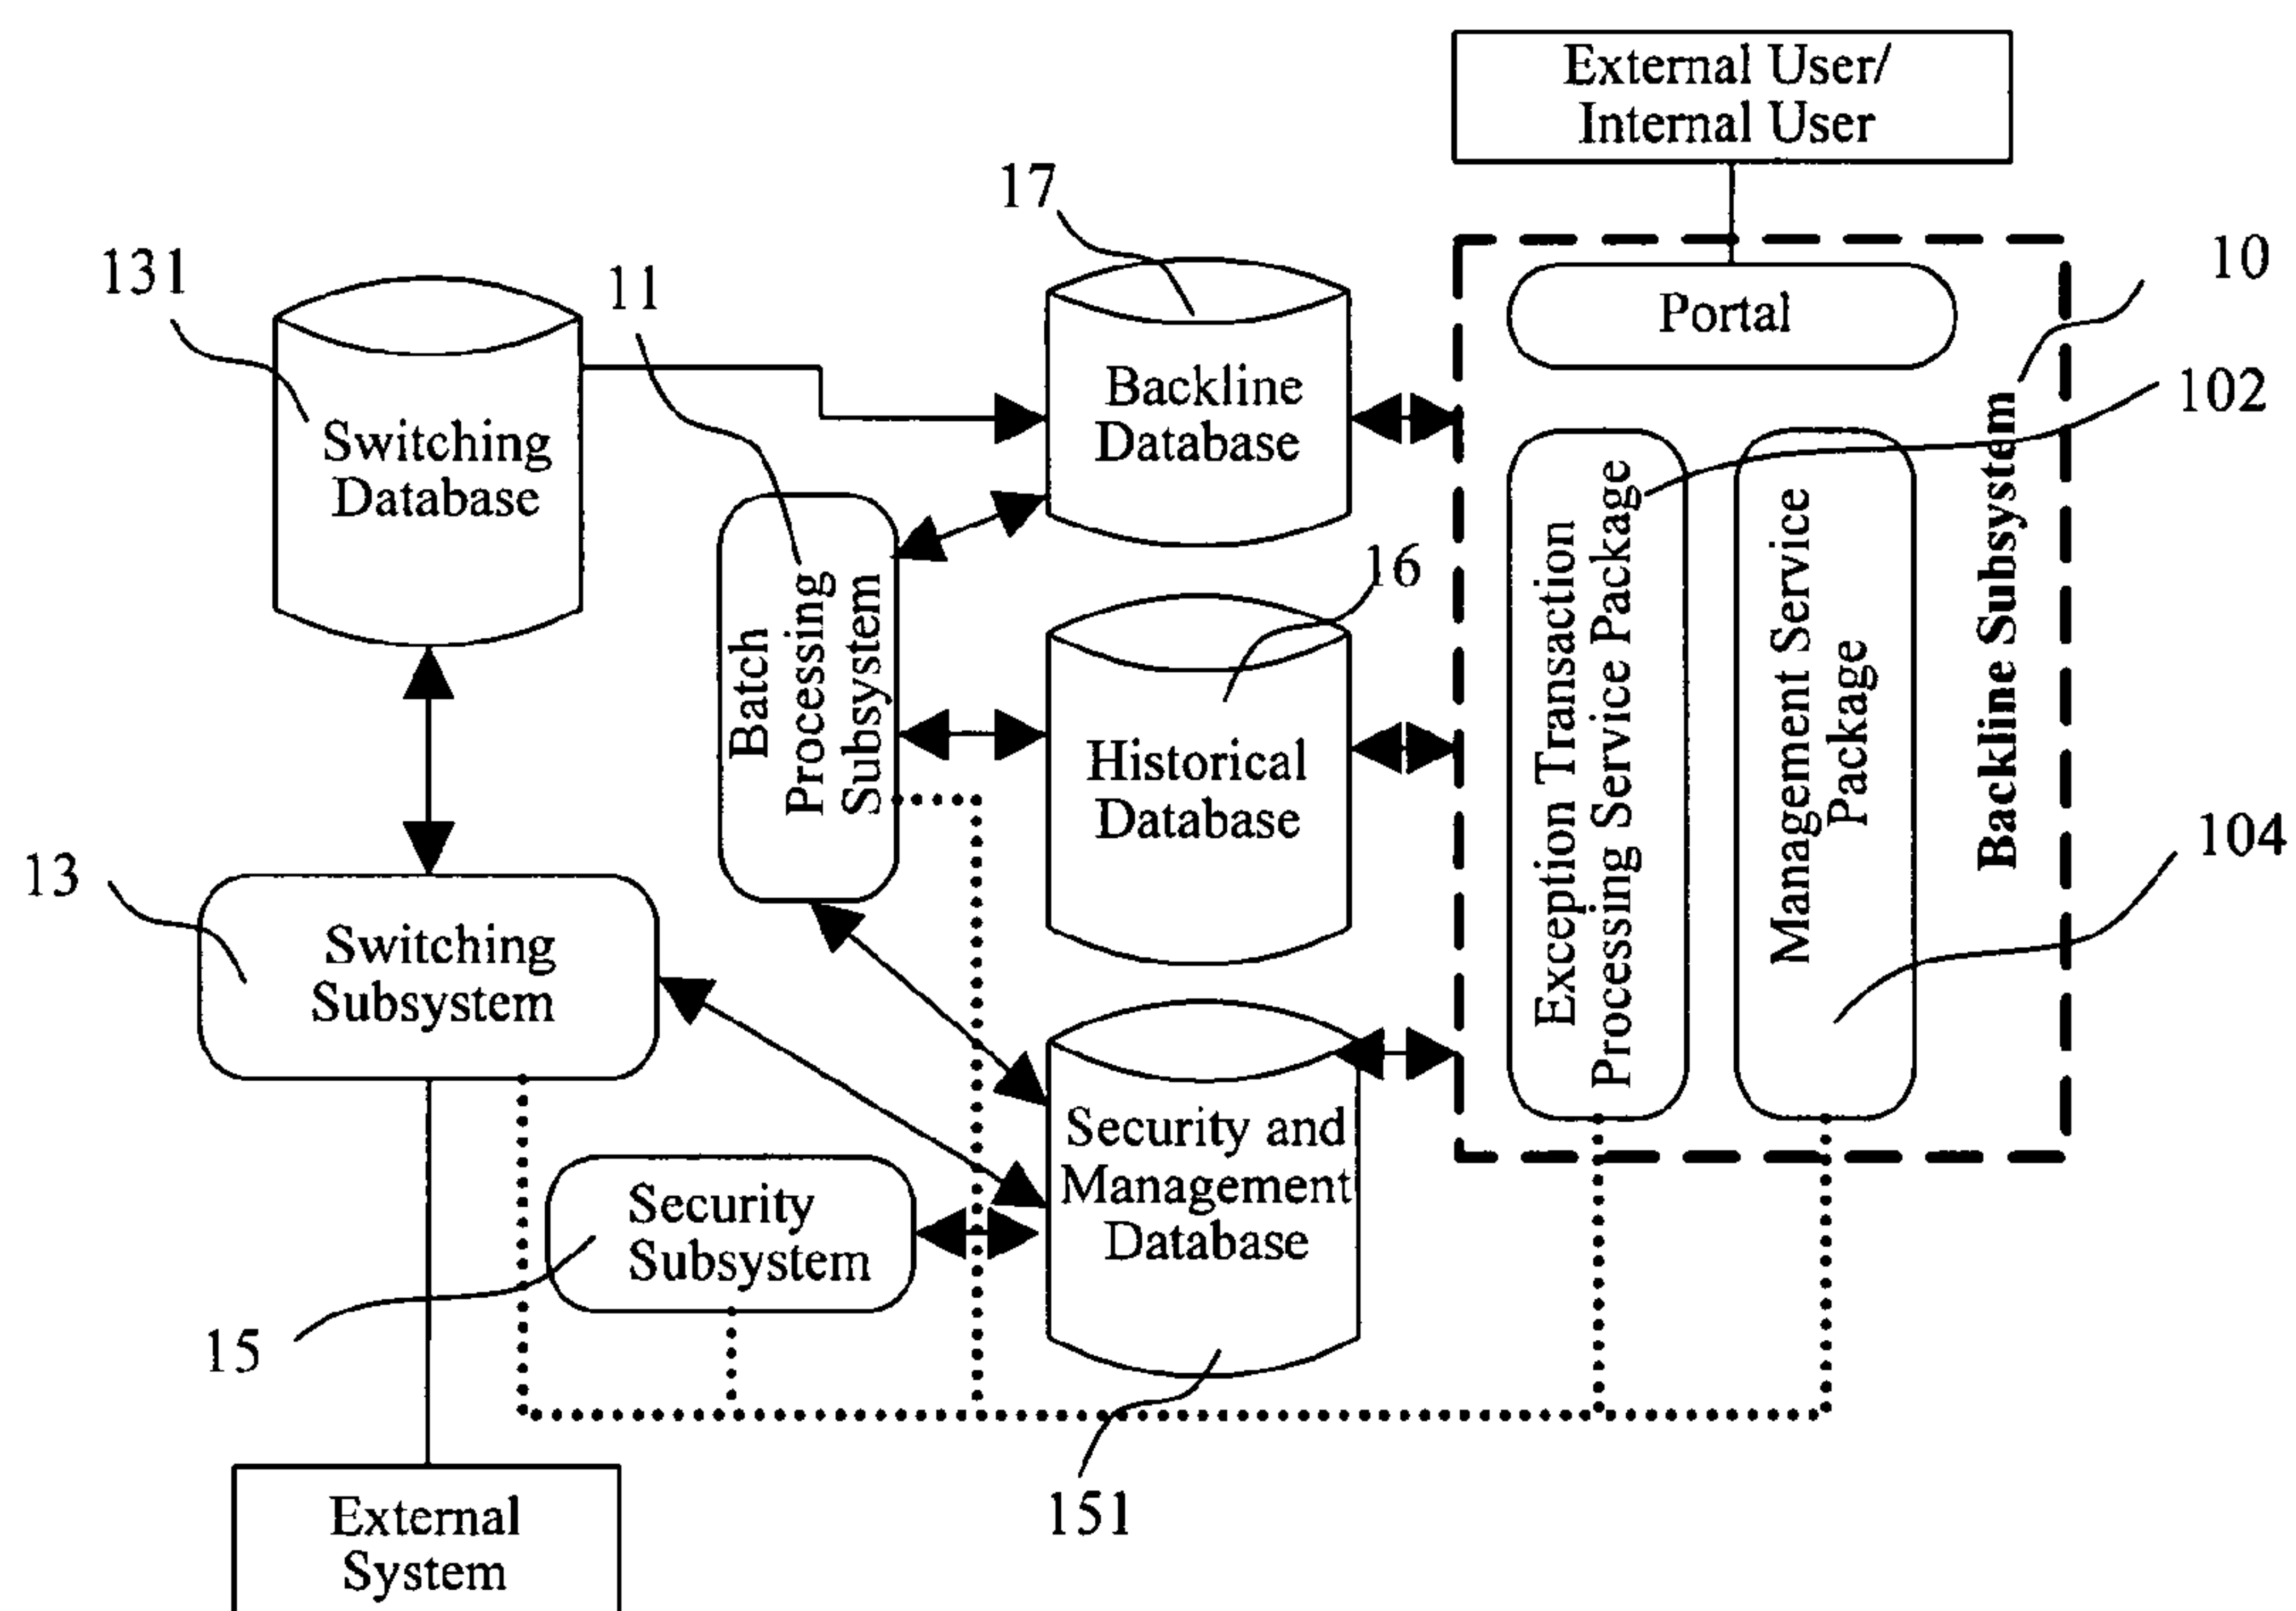 External User/
Internal User
17
10
131
11
Portal
102
Backline
Database
Switching
Database
16
Batch
Processing
Subsystem
Exception Transaction
Processing Service Package
Management Service
Package
Backline Subsystem
Historical
Database
104
13
Switching
Subsystem
Security and
Management
Database
Security
Subsystem
15
151
External
System